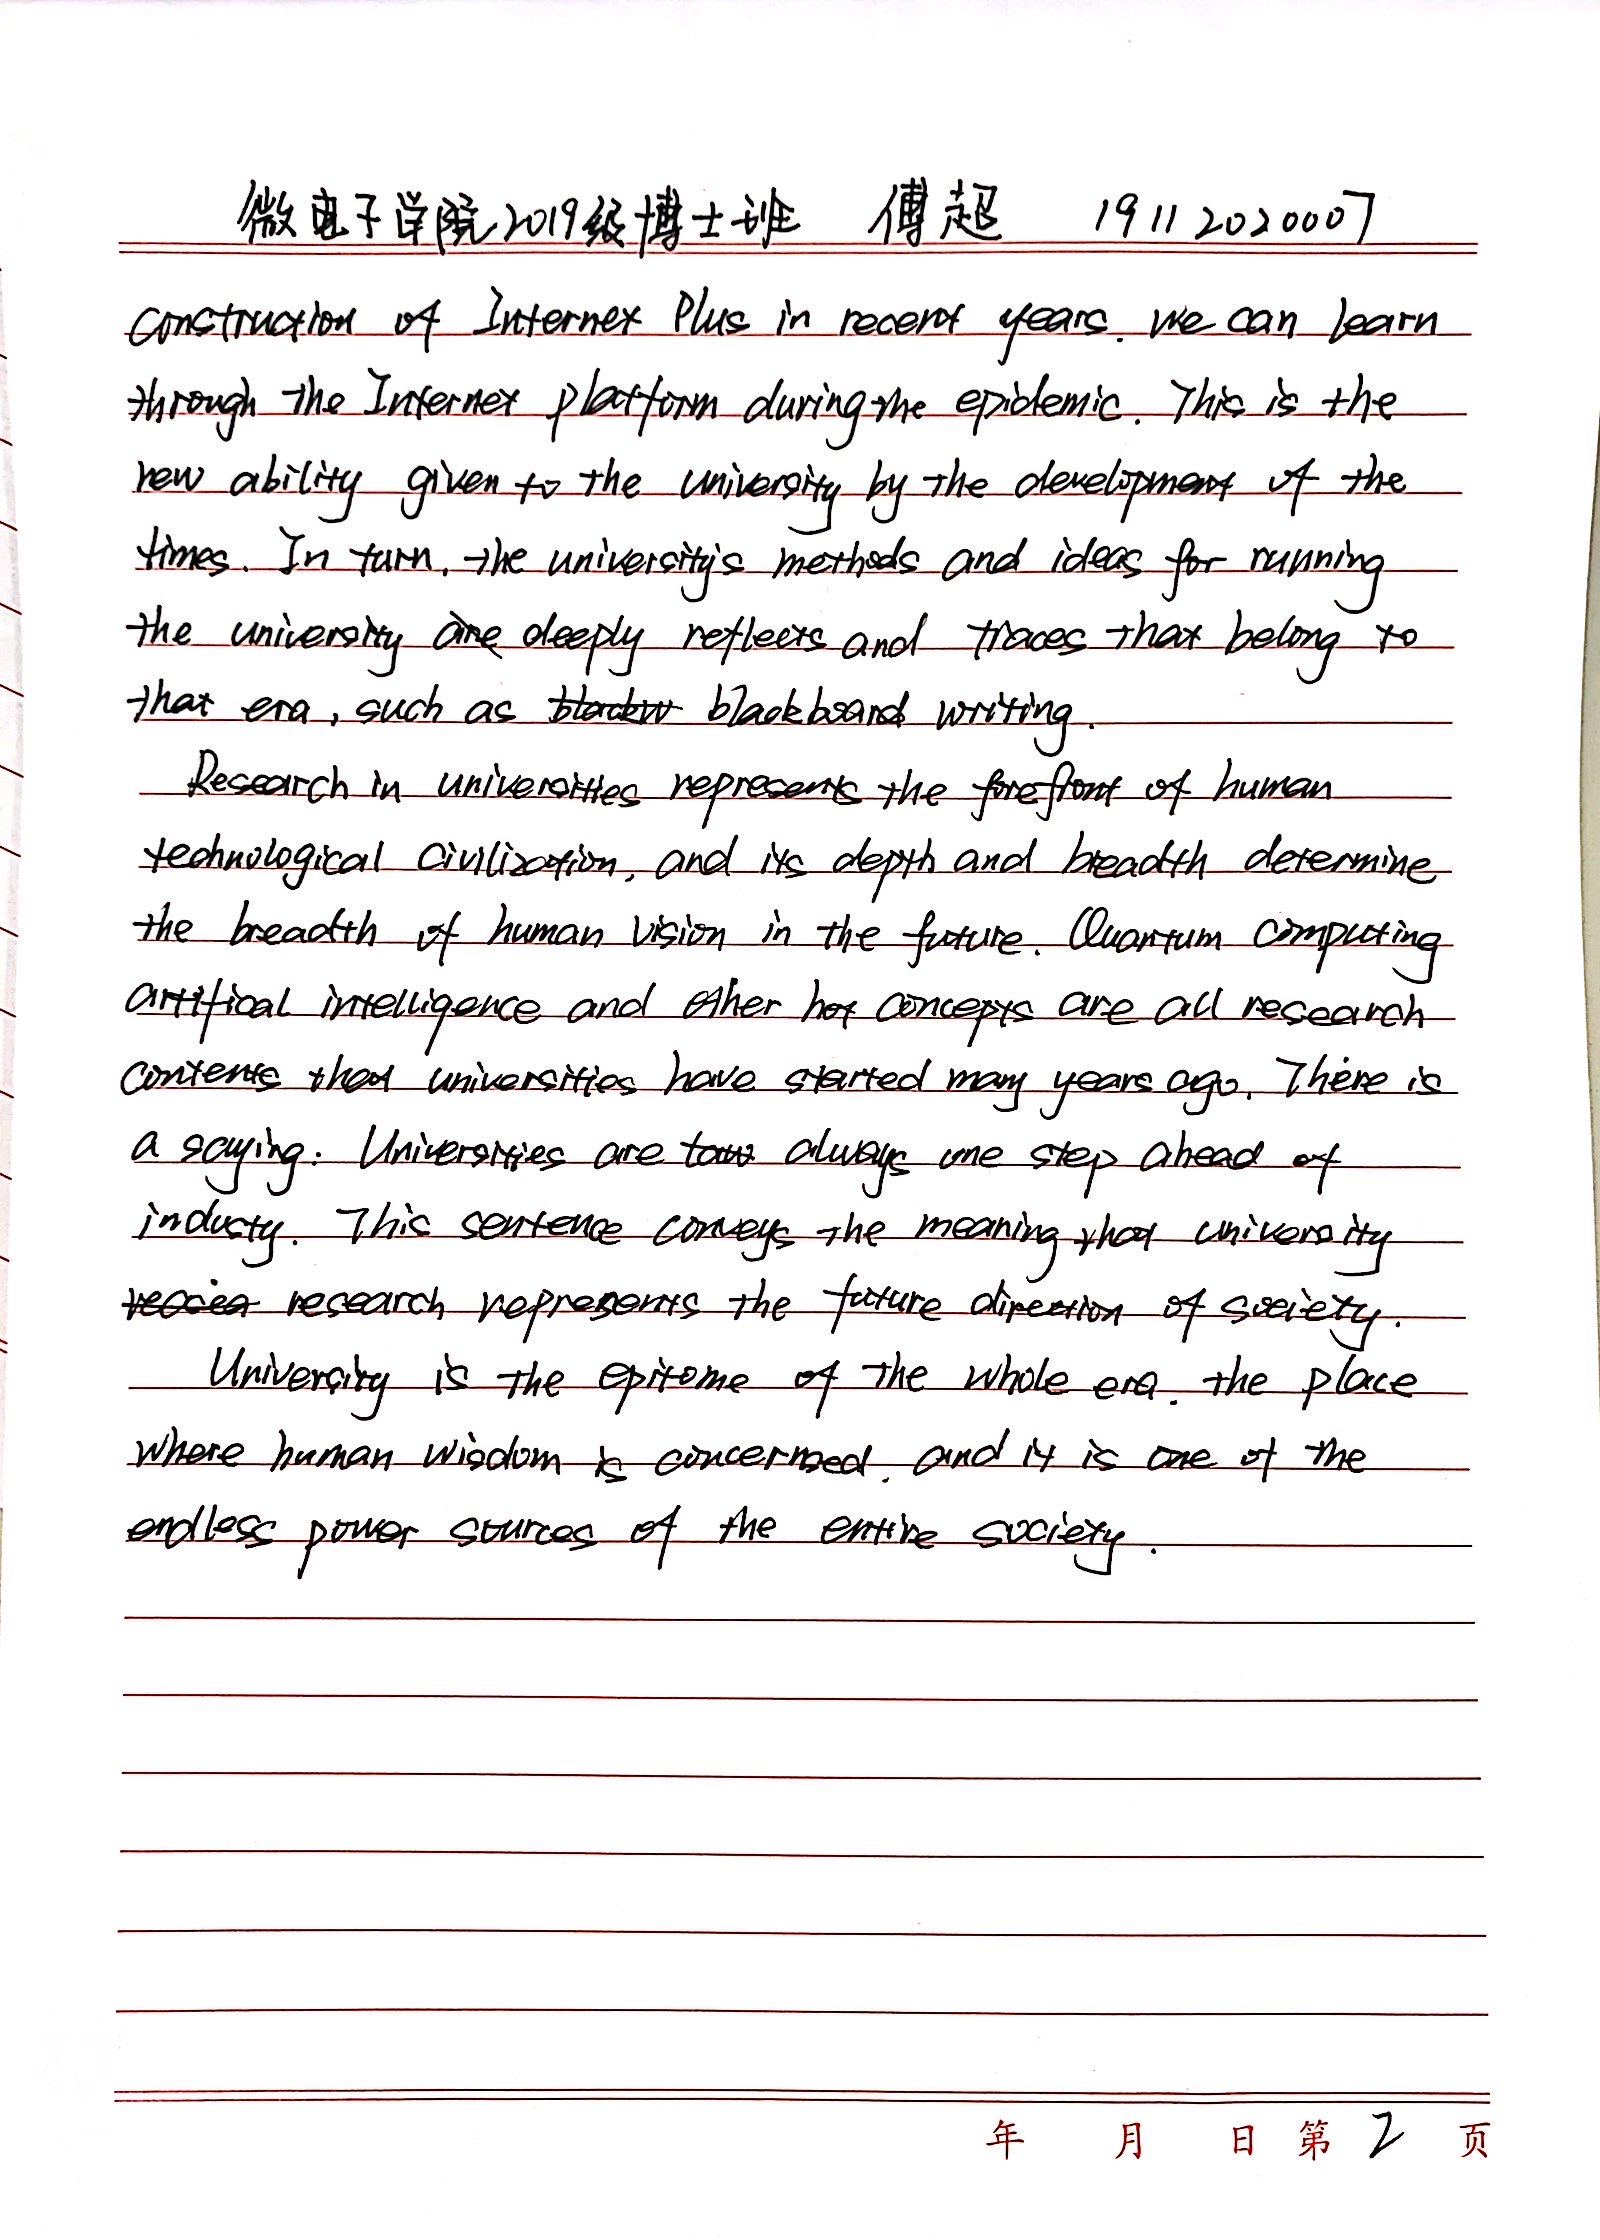 微电子学院2019级博士班 傅超 19112020007
construction of Internet Plus in recent years. we can learn
through the Internet platform during the epidemic. This is the
new ability given to the university by the development of the
times. In turn, the university's methods and ideas for running
the university are deeply reflects and traces that belong to
that era, such as blackboard writing.
Research in universities represents the forefront of human
technological civilization, and its depth and breadth determine
the breadth of human vision in the future. Quantum computing
artifical intelligence and other hot concepts are all research
contents that universities have started many years ago. There is
a saying: Universities are always one step ahead of
industy. This sentence conveys the meaning that university
research represents the future direction of society.
University is the epitome of the whole era. the place
where human wisdom is concerned. and it is one of the
endless power sources of the entire society.
年 月 日 第 2 页